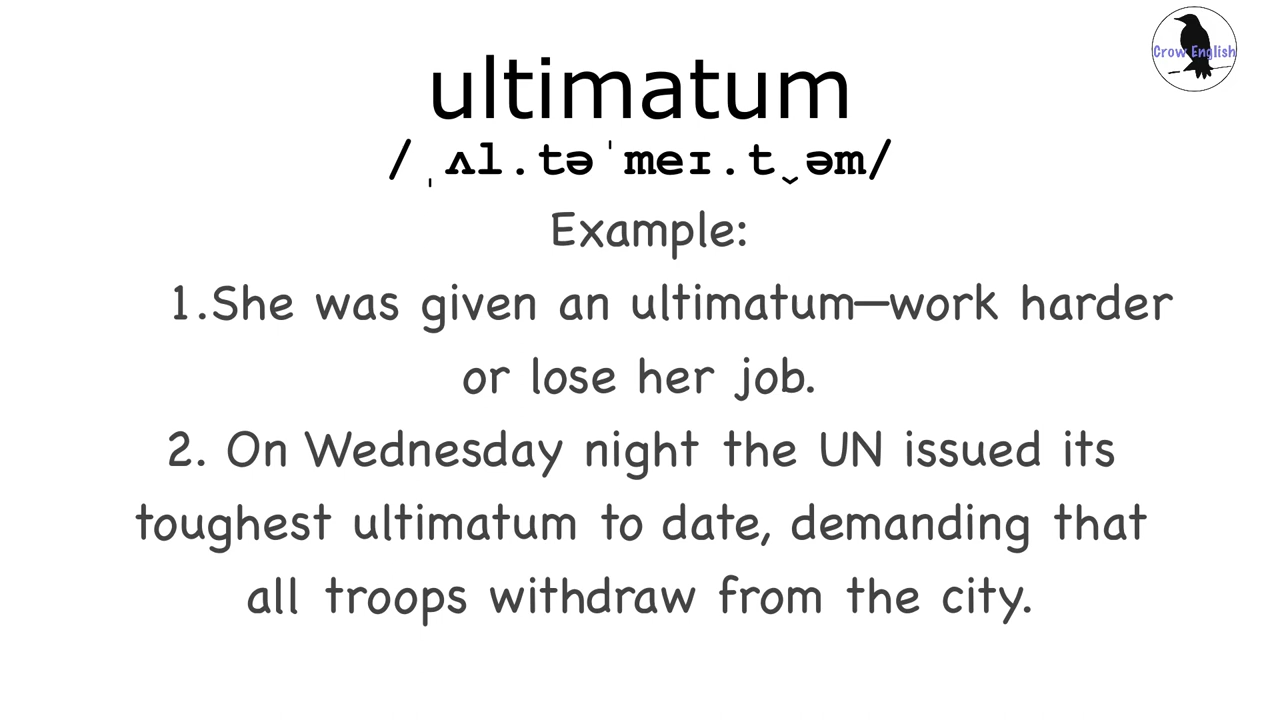 Crow English
ultimatum
/ˌʌl.təˈmeɪ.t̬əm/
Example:
1.She was given an ultimatum—work harder
or lose her job.
2. On Wednesday night the UN issued its
toughest ultimatum to date, demanding that
all troops withdraw from the city.